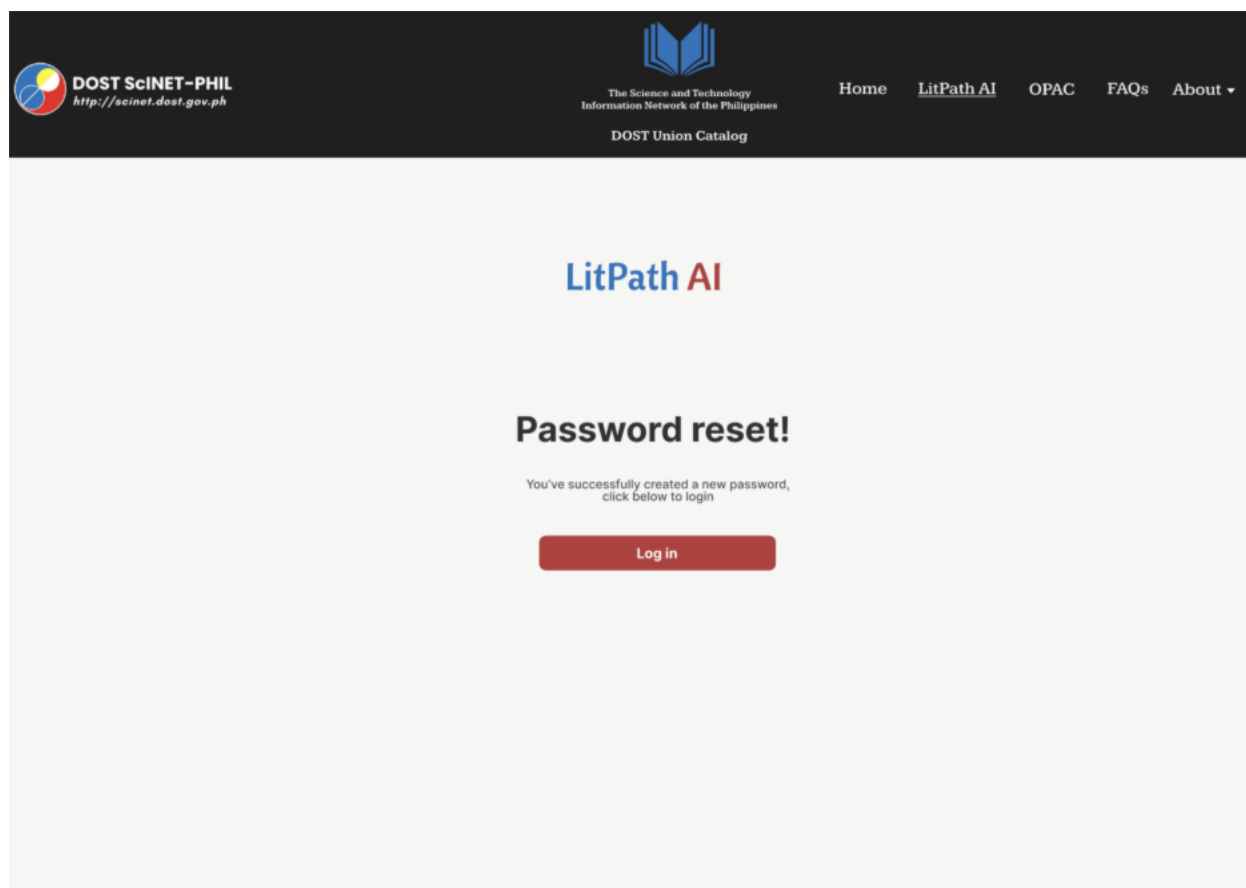 DOST SciNET-PHIL
http://scinet.dost.gov.ph
The Science and Technology
Information Network of the Philippines
DOST Union Catalog
Home
LitPath AI
OPAC
FAQs
About
LitPath AI
Password reset!
You've successfully created a new password,
click below to login
Log in